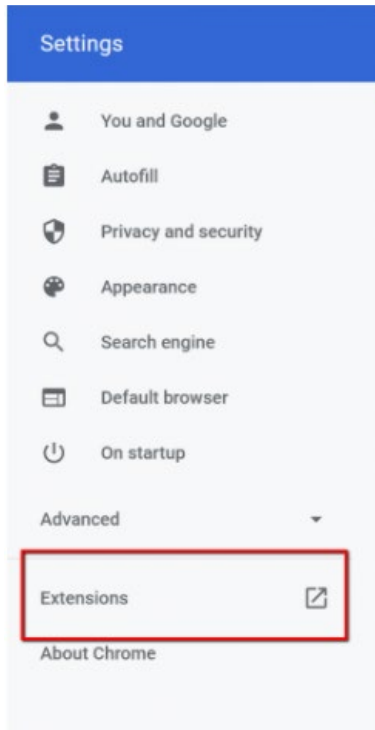 Settings
You and Google
Autofill
Privacy and security
Appearance
Search engine
Default browser
On startup
Advanced
Extensions
About Chrome